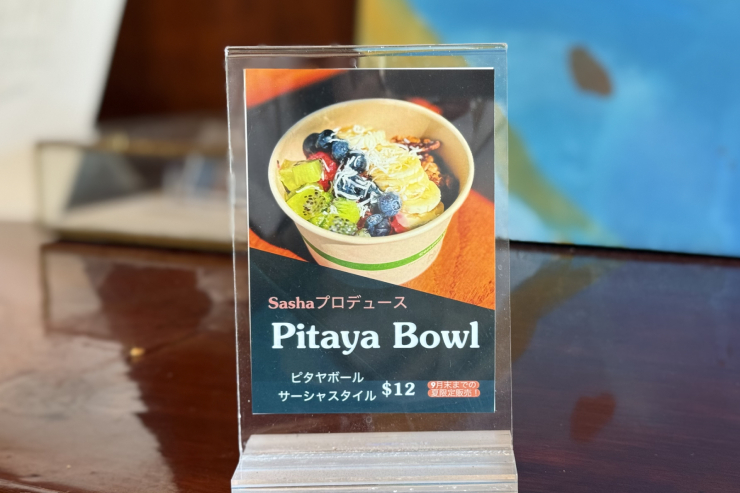 Sashaプロデュース
Pitaya Bowl
ピタヤボール
サーシャスタイル
$12
9月末までの
夏限定販売！